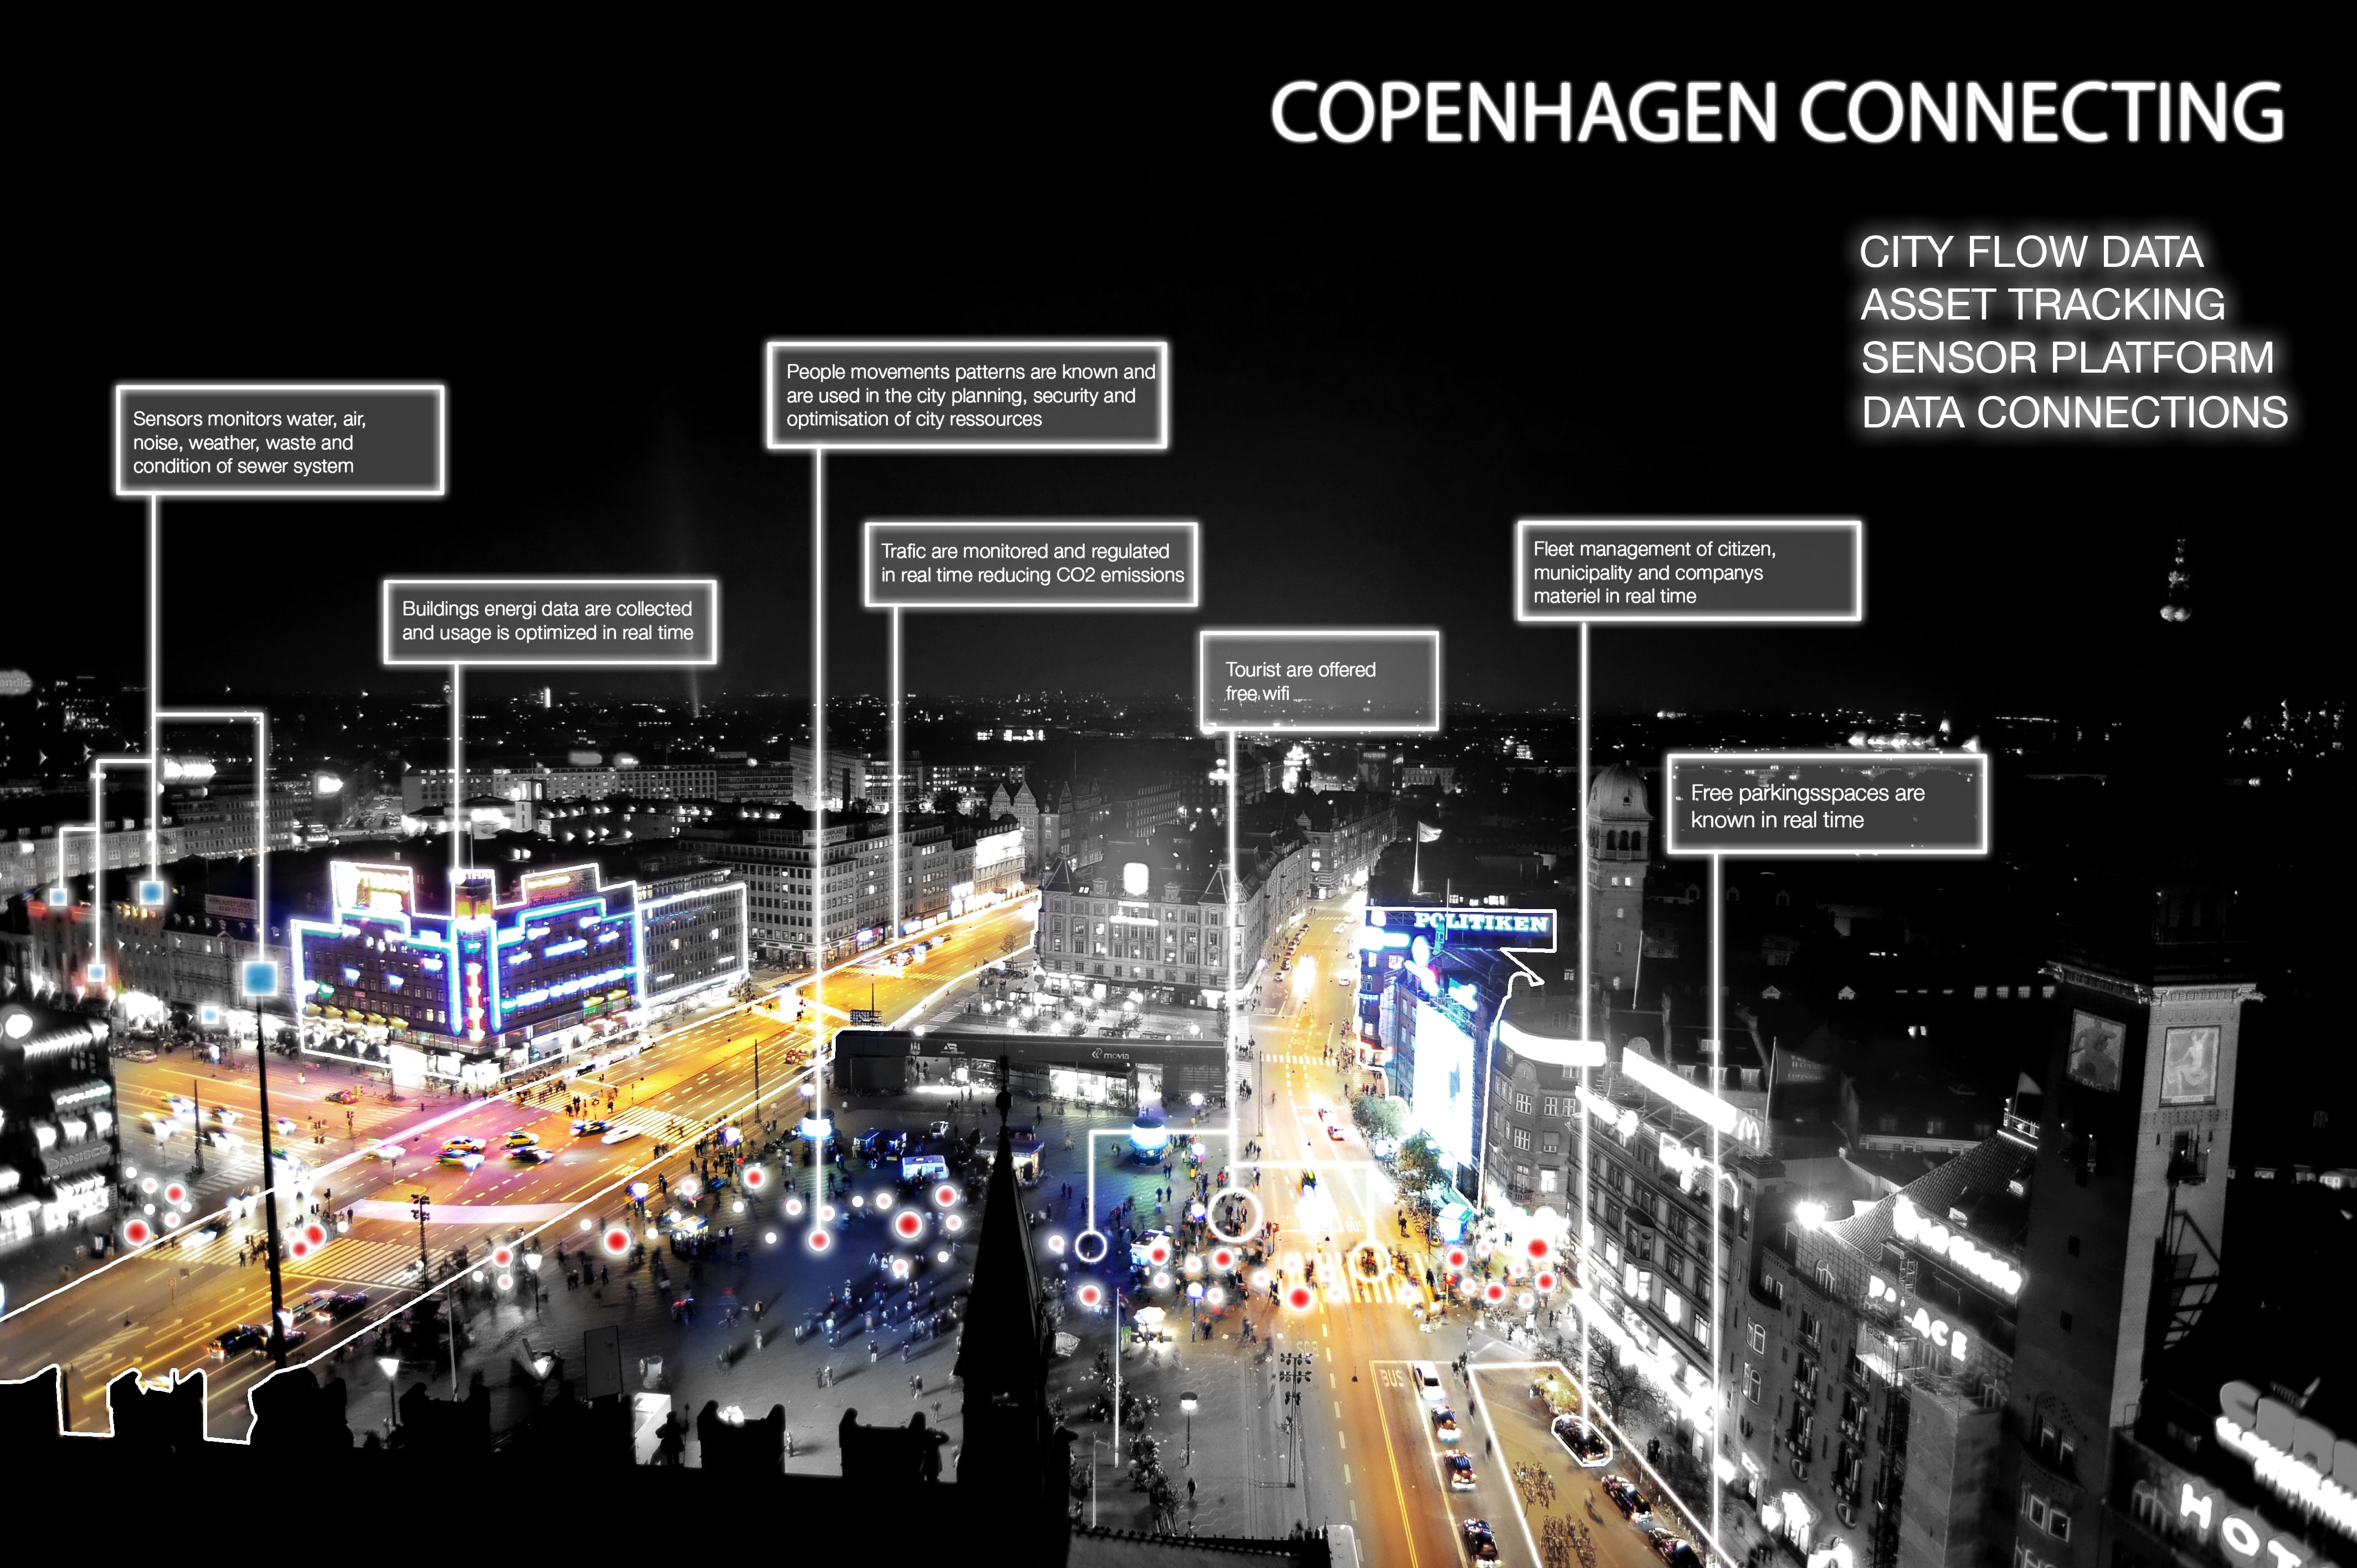 COPENHAGEN CONNECTING
CITY FLOW DATA
ASSET TRACKING
SENSOR PLATFORM
DATA CONNECTIONS
People movements patterns are known and
are used in the city planning, security and
optimisation of city ressources
Sensors monitors water, air,
noise, weather, waste and
condition of sewer system
Trafic are monitored and regulated
in real time reducing CO2 emissions
Fleet management of citizen,
municipality and companys
materiel in real time
Buildings energi data are collected
and usage is optimized in real time
Tourist are offered
free wifi
Free parkingsspaces are
known in real time
POLITIKEN
movia
DANISCO
PALACE
BUS